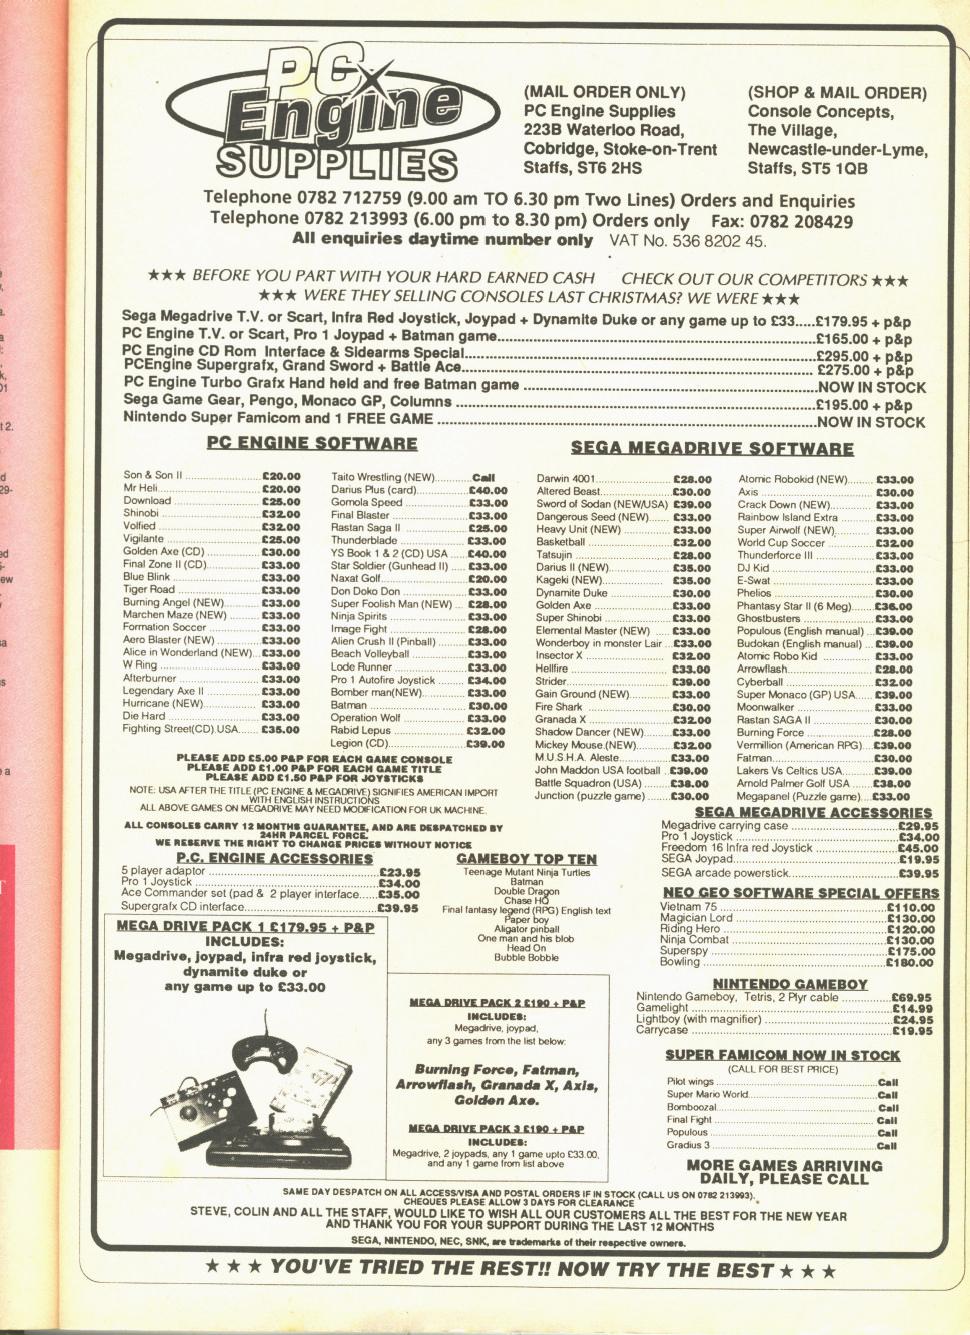 PC
Engine
SUPPLIES
(MAIL ORDER ONLY)
PC Engine Supplies
223B Waterloo Road,
Cobridge, Stoke-on-Trent
Staffs, ST6 2HS
(SHOP & MAIL ORDER)
Console Concepts,
The Village,
Newcastle-under-Lyme,
Staffs, ST5 1QB
Telephone 0782 712759 (9.00 am TO 6.30 pm Two Lines) Orders and Enquiries
Telephone 0782 213993 (6.00 pm to 8.30 pm) Orders only Fax: 0782 208429
All enquiries daytime number only VAT No. 536 8202 45.
★★★ BEFORE YOU PART WITH YOUR HARD EARNED CASH CHECK OUT OUR COMPETITORS ★★★
★★★ WERE THEY SELLING CONSOLES LAST CHRISTMAS? WE WERE ★★★
Sega Megadrive T.V. or Scart, Infra Red Joystick, Joypad + Dynamite Duke or any game up to £33.....£179.95 + p&p
PC Engine T.V. or Scart, Pro 1 Joypad + Batman game.....£165.00 + p&p
PC Engine CD Rom Interface & Sidearms Special.....£295.00 + p&p
PCEngine Supergrafx, Grand Sword + Battle Ace.....£275.00 + p&p
PC Engine Turbo Grafx Hand held and free Batman game .....NOW IN STOCK
Sega Game Gear, Pengo, Monaco GP, Columns .....£195.00 + p&p
Nintendo Super Famicom and 1 FREE GAME .....NOW IN STOCK
PC ENGINE SOFTWARE
Son & Son II .....£20.00
Mr Heli.....£20.00
Download .....£25.00
Shinobi .....£32.00
Volfied .....£32.00
Vigilante .....£25.00
Golden Axe (CD) .....£30.00
Final Zone II (CD).....£33.00
Blue Blink .....£33.00
Tiger Road .....£33.00
Burning Angel (NEW).....£33.00
Marchen Maze (NEW) .....£33.00
Formation Soccer .....£33.00
Aero Blaster (NEW) .....£33.00
Alice in Wonderland (NEW)...£33.00
W Ring .....£33.00
Afterburner .....£33.00
Legendary Axe II .....£33.00
Hurricane (NEW).....£33.00
Die Hard .....£33.00
Fighting Street(CD).USA.....£35.00
Taito Wrestling (NEW).....Call
Darius Plus (card).....£40.00
Gomola Speed .....£33.00
Final Blaster .....£33.00
Rastan Saga II .....£25.00
Thunderblade .....£33.00
YS Book 1 & 2 (CD) USA .....£40.00
Star Soldier (Gunhead II) .... £33.00
Naxat Golf.....£20.00
Don Doko Don .....£33.00
Super Foolish Man (NEW) ... £28.00
Ninja Spirits .....£33.00
Image Fight .....£28.00
Alien Crush II (Pinball) .....£33.00
Beach Volleyball .....£33.00
Lode Runner .....£33.00
Pro 1 Autofire Joystick .....£34.00
Bomber man(NEW).....£33.00
Batman .....£30.00
Operation Wolf .....£33.00
Rabid Lepus .....£32.00
Legion (CD).....£39.00
PLEASE ADD £5.00 P&P FOR EACH GAME CONSOLE
PLEASE ADD £1.00 P&P FOR EACH GAME TITLE
PLEASE ADD £1.50 P&P FOR JOYSTICKS
NOTE: USA AFTER THE TITLE (PC ENGINE & MEGADRIVE) SIGNIFIES AMERICAN IMPORT
WITH ENGLISH INSTRUCTIONS
ALL ABOVE GAMES ON MEGADRIVE MAY NEED MODIFICATION FOR UK MACHINE.
ALL CONSOLES CARRY 12 MONTHS GUARANTEE, AND ARE DESPATCHED BY
24HR PARCEL FORCE.
WE RESERVE THE RIGHT TO CHANGE PRICES WITHOUT NOTICE
SEGA MEGADRIVE SOFTWARE
Darwin 4001.....£28.00
Altered Beast.....£30.00
Sword of Sodan (NEW/USA) £39.00
Dangerous Seed (NEW)...... £33.00
Heavy Unit (NEW) .....£33.00
Basketball .....£32.00
Tatsujin .....£28.00
Darius II (NEW).....£35.00
Kageki (NEW).....£35.00
Dynamite Duke .....£30.00
Golden Axe .....£33.00
Super Shinobi .....£33.00
Elemental Master (NEW) .....£33.00
Wonderboy in monster Lair ...£33.00
Insector X .....£32.00
Hellfire .....£33.00
Strider.....£39.00
Gain Ground (NEW).....£33.00
Fire Shark .....£30.00
Granada X .....£32.00
Shadow Dancer (NEW).....£33.00
Mickey Mouse.(NEW).....£32.00
M.U.S.H.A. Aleste.....£33.00
John Maddon USA football ..£39.00
Battle Squadron (USA) .....£38.00
Junction (puzzle game) .....£30.00
Atomic Robokid (NEW)..... £33.00
Axis .....£30.00
Crack Down (NEW).....£33.00
Rainbow Island Extra .....£33.00
Super Airwolf (NEW).....£33.00
World Cup Soccer .....£32.00
Thunderforce III .....£33.00
DJ Kid .....£33.00
E-Swat .....£33.00
Phelios .....£30.00
Phantasy Star II (6 Meg).....£36.00
Ghostbusters .....£33.00
Populous (English manual) ...£39.00
Budokan (English manual) ...£39.00
Atomic Robo Kid .....£33.00
Arrowflash .....£28.00
Cyberball .....£32.00
Super Monaco (GP) USA.....£39.00
Moonwalker .....£33.00
Rastan SAGA II .....£30.00
Burning Force .....£28.00
Vermillion (American RPG)...£39.00
Fatman.....£30.00
Lakers Vs Celtics USA.....£39.00
Arnold Palmer Golf USA .....£38.00
Megapanel (Puzzle game)....£33.00
P.C. ENGINE ACCESSORIES
5 player adaptor .....£23.95
Pro 1 Joystick .....£34.00
Ace Commander set (pad & 2 player interface.....£35.00
Supergrafx CD interface.....£39.95
GAMEBOY TOP TEN
Teenage Mutant Ninja Turtles
Batman
Double Dragon
Chase HQ
Final fantasy legend (RPG) English text
Paper boy
Aligator pinball
One man and his blob
Head On
Bubble Bobble
SEGA MEGADRIVE ACCESSORIES
Megadrive carrying case .....£29.95
Pro 1 Joystick .....£34.00
Freedom 16 Infra red Joystick .....£45.00
SEGA Joypad.....£19.95
SEGA arcade powerstick.....£39.95
NEO GEO SOFTWARE SPECIAL OFFERS
Vietnam 75 .....£110.00
Magician Lord .....£130.00
Riding Hero .....£120.00
Ninja Combat .....£130.00
Superspy .....£175.00
Bowling .....£180.00
MEGA DRIVE PACK 1 £179.95 + P&P
INCLUDES:
Megadrive, joypad, infra red joystick,
dynamite duke or
any game up to £33.00
MEGA DRIVE PACK 2 £190 + P&P
INCLUDES:
Megadrive, joypad,
any 3 games from the list below:
Burning Force, Fatman,
Arrowflash, Granada X, Axis,
Golden Axe.
MEGA DRIVE PACK 3 £190 + P&P
INCLUDES:
Megadrive, 2 joypads, any 1 game upto £33.00,
and any 1 game from list above
NINTENDO GAMEBOY
Nintendo Gameboy, Tetris, 2 Plyr cable .....£69.95
Gamelight .....£14.99
Lightboy (with magnifier) .....£24.95
Carrycase .....£19.95
SUPER FAMICOM NOW IN STOCK
(CALL FOR BEST PRICE)
Pilot wings .....Call
Super Mario World.....Call
Bomboozal.....Call
Final Fight .....Call
Populous .....Call
Gradius 3 .....Call
MORE GAMES ARRIVING
DAILY, PLEASE CALL
SAME DAY DESPATCH ON ALL ACCESS/VISA AND POSTAL ORDERS IF IN STOCK (CALL US ON 0782 213993).
CHEQUES PLEASE ALLOW 3 DAYS FOR CLEARANCE
STEVE, COLIN AND ALL THE STAFF, WOULD LIKE TO WISH ALL OUR CUSTOMERS ALL THE BEST FOR THE NEW YEAR
AND THANK YOU FOR YOUR SUPPORT DURING THE LAST 12 MONTHS
SEGA, NINTENDO, NEC, SNK, are trademarks of their respective owners.
★ ★ ★ YOU'VE TRIED THE REST!! NOW TRY THE BEST ★ ★ ★